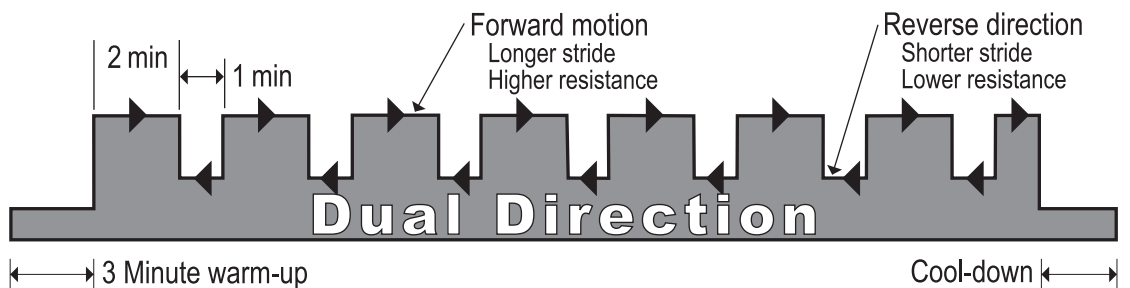 Forward motion
Longer stride
Higher resistance
Reverse direction
Shorter stride
Lower resistance
2 min
1 min
Dual Direction
3 Minute warm-up
Cool-down